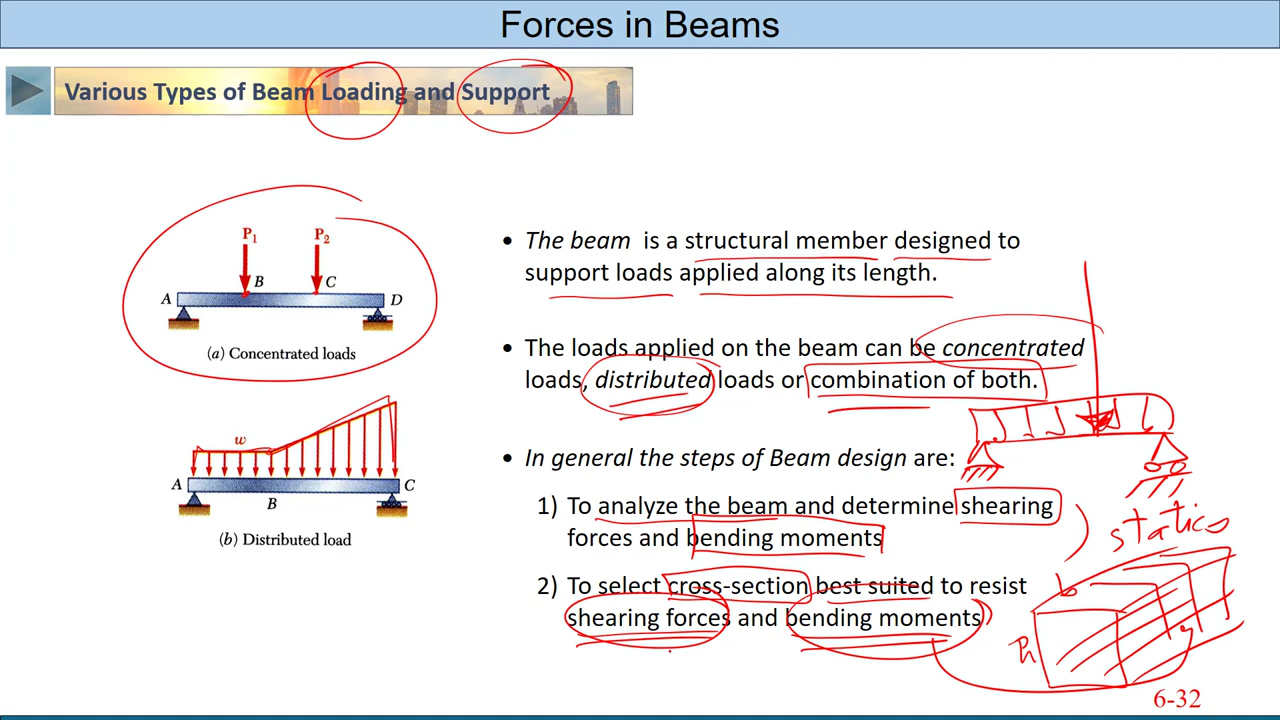 Forces in Beams
Various Types of Beam Loading and Support
P1 P2
A B C D
(a) Concentrated loads
w
A B C
(b) Distributed load
• The beam is a structural member designed to
support loads applied along its length.
• The loads applied on the beam can be concentrated
loads, distributed loads or combination of both.
• In general the steps of Beam design are:
1) To analyze the beam and determine shearing
forces and bending moments
statics
2) To select cross-section best suited to resist
shearing forces and bending moments
b
h
6-32